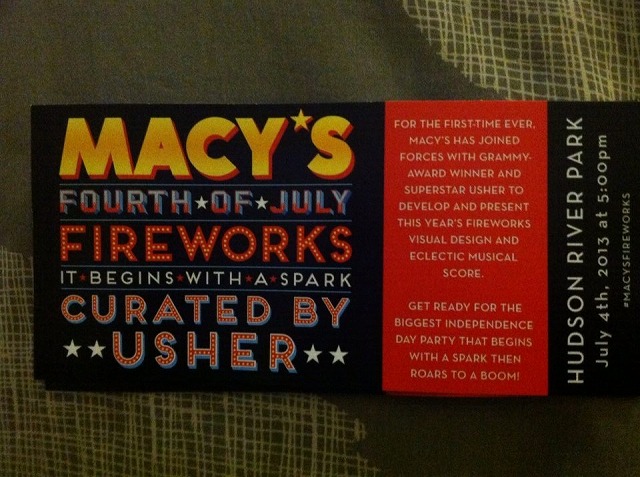 MACY'S
FOURTH OF JULY
FIREWORKS
IT BEGINS WITH A SPARK
CURATED BY
USHER
FOR THE FIRST-TIME EVER,
MACY'S HAS JOINED
FORCES WITH GRAMMY-
AWARD WINNER AND
SUPERSTAR USHER TO
DEVELOP AND PRESENT
THIS YEAR'S FIREWORKS
VISUAL DESIGN AND
ECLECTIC MUSICAL
SCORE.
GET READY FOR THE
BIGGEST INDEPENDENCE
DAY PARTY THAT BEGINS
WITH A SPARK THEN
ROARS TO A BOOM!
HUDSON RIVER PARK
July 4th, 2013 at 5:00pm
#MACYSFIREWORKS